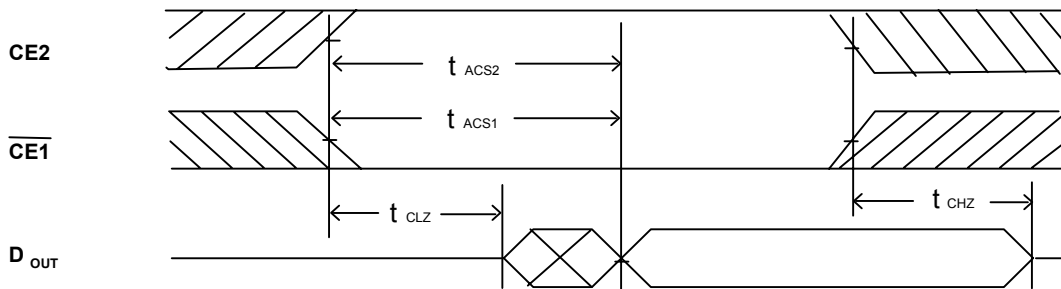 CE2
t ACS2
t ACS1
CE1
t CLZ
t CHZ
D OUT